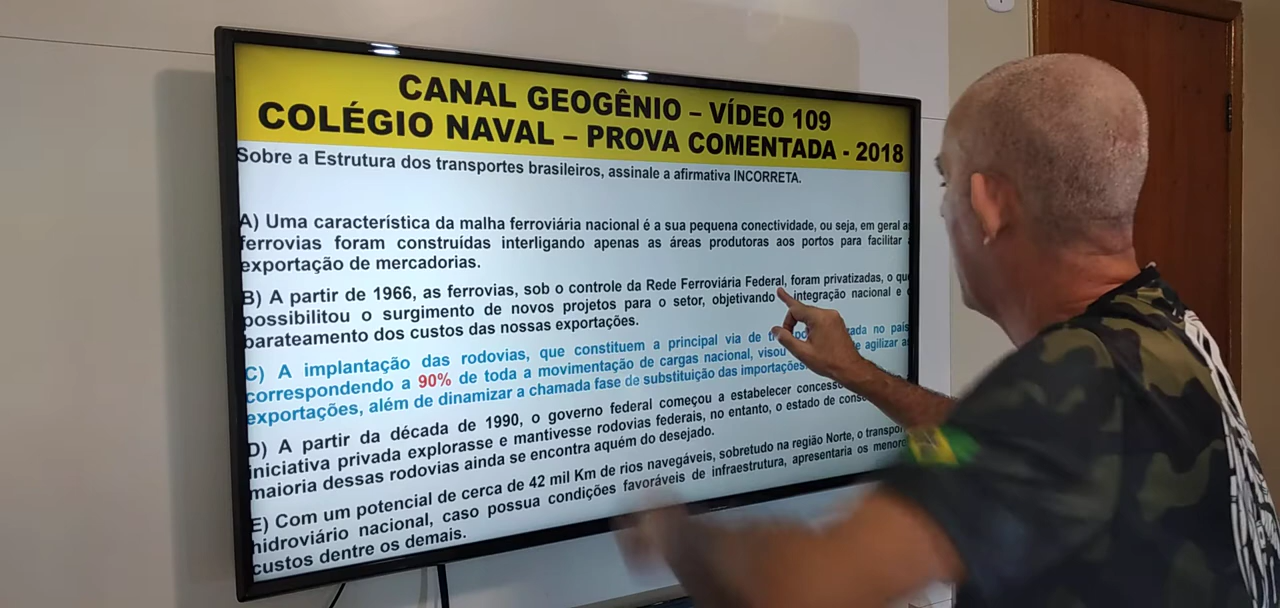 CANAL GEOGÊNIO – VÍDEO 109
COLÉGIO NAVAL – PROVA COMENTADA - 2018
Sobre a Estrutura dos transportes brasileiros, assinale a afirmativa INCORRETA.
A) Uma característica da malha ferroviária nacional é a sua pequena conectividade, ou seja, em geral
ferrovias foram construídas interligando apenas as áreas produtoras aos portos para facilitar
exportação de mercadorias.
B) A partir de 1966, as ferrovias, sob o controle da Rede Ferroviária Federal, foram privatizadas, o
possibilitou o surgimento de novos projetos para o setor, objetivando integração nacional e
barateamento dos custos das nossas exportações.
C) A implantação das rodovias, que constituem a principal via de no país
correspondendo a 90% de toda a movimentação de cargas nacional, visou agilizar
exportações, além de dinamizar a chamada fase de substituição das importações
D) A partir da década de 1990, o governo federal começou a estabelecer
iniciativa privada explorasse e mantivesse rodovias federais, no entanto, o estado de
maioria dessas rodovias ainda se encontra aquém do desejado.
E) Com um potencial de cerca de 42 mil Km de rios navegáveis, sobretudo na região Norte, o
hidroviário nacional, caso possua condições favoráveis de infraestrutura, apresentaria os
custos dentre os demais.